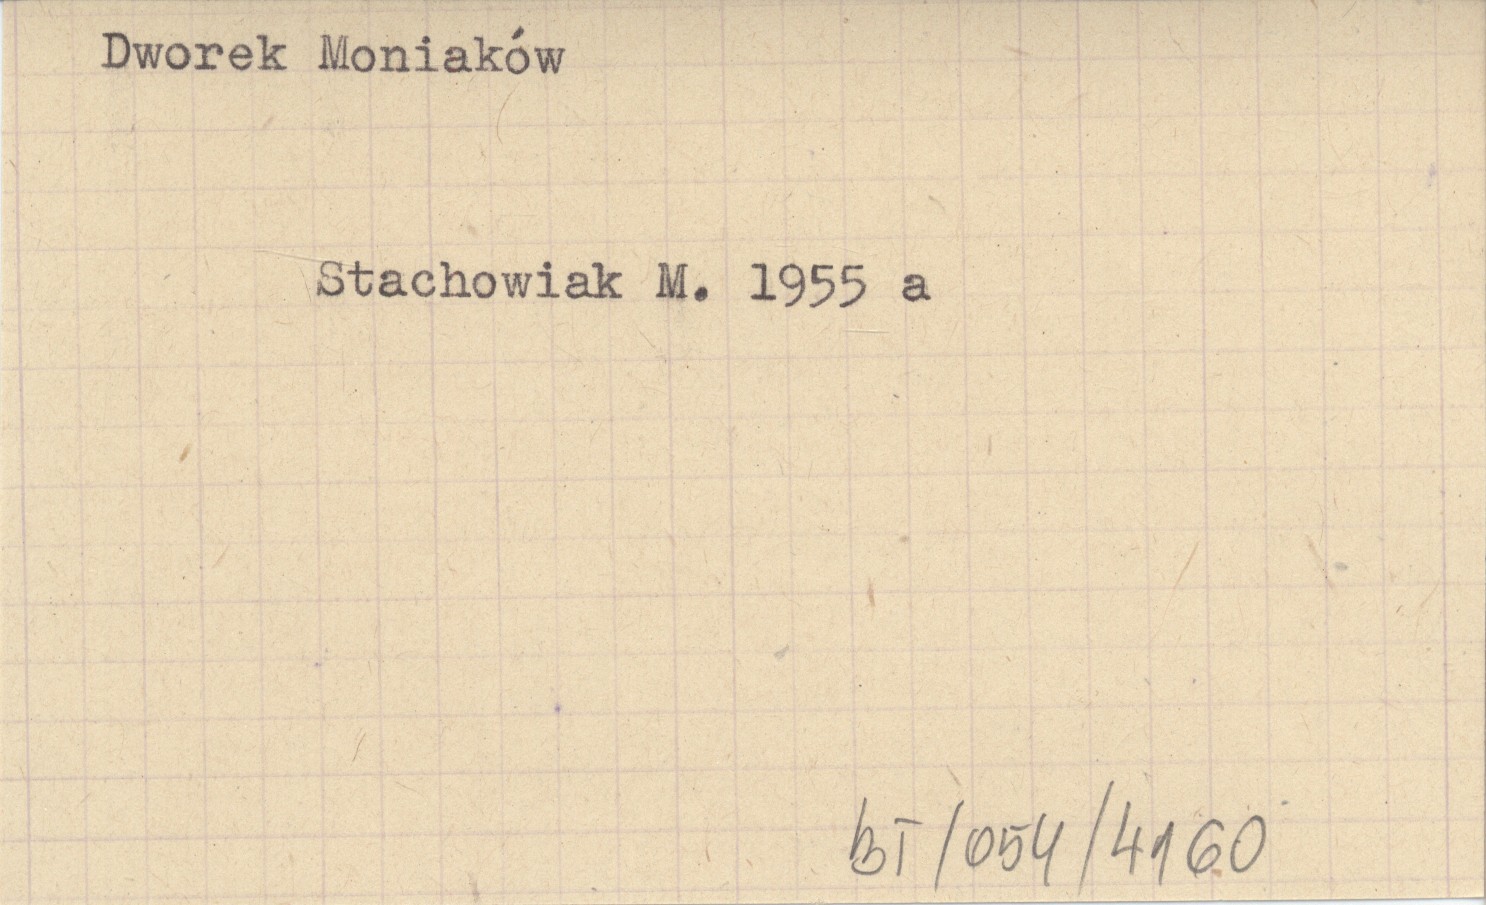 Dworek Moniaków
Stachowiak M. 1955 a
BT/054/4160